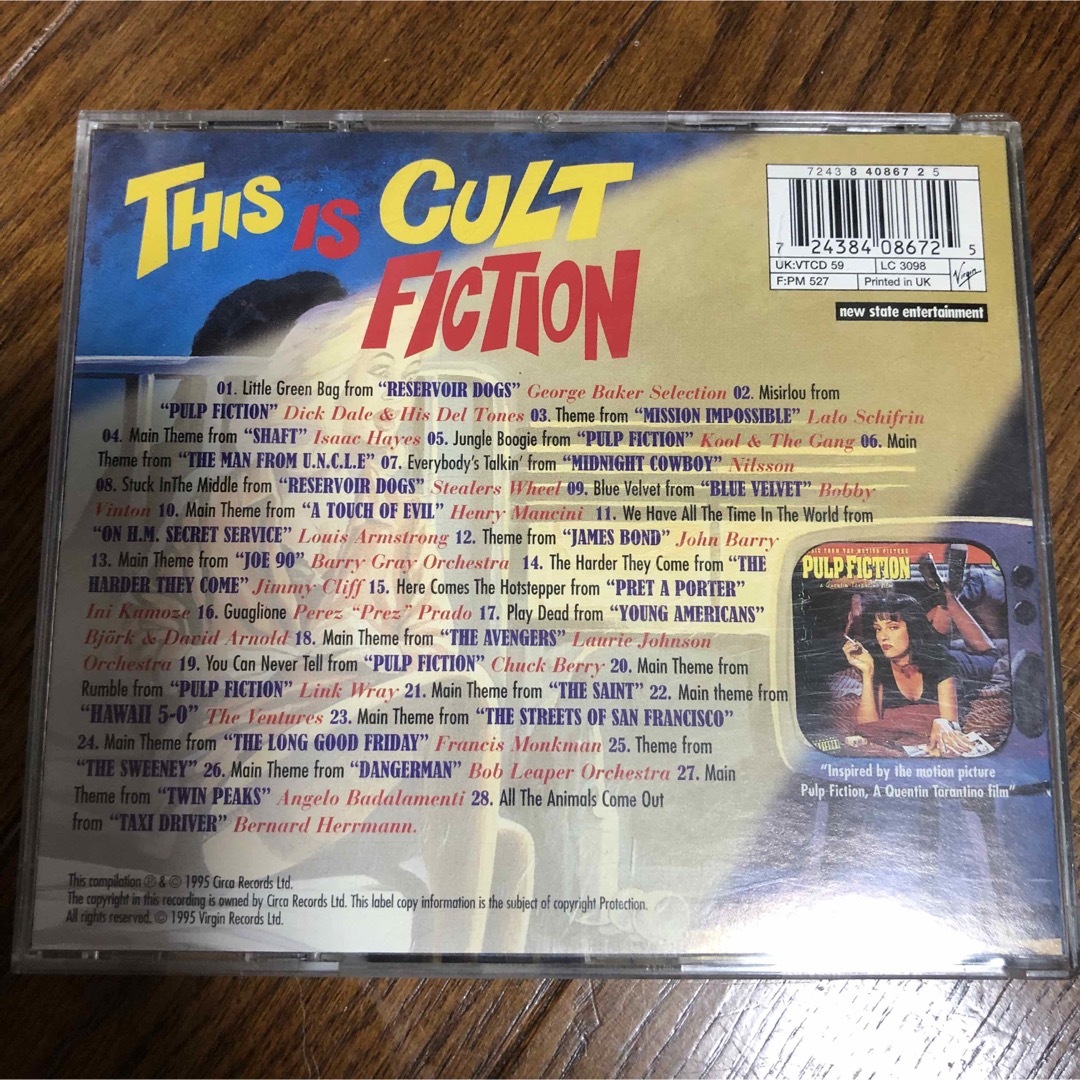 THIS IS CULT
FICTION
7243 8 40867 2 5
7 24384 08672 5
UK:VTCD 59 LC 3098
F:PM 527 Printed in UK
Virgin
new state entertainment
01. Little Green Bag from “RESERVOIR DOGS” George Baker Selection 02. Misirlou from
“PULP FICTION” Dick Dale & His Del Tones 03. Theme from “MISSION IMPOSSIBLE” Lalo Schifrin
04. Main Theme from “SHAFT” Isaac Hayes 05. Jungle Boogie from “PULP FICTION” Kool & The Gang 06. Main
Theme from “THE MAN FROM U.N.C.L.E” 07. Everybody’s Talkin’ from “MIDNIGHT COWBOY” Nilsson
08. Stuck InThe Middle from “RESERVOIR DOGS” Stealers Wheel 09. Blue Velvet from “BLUE VELVET” Bobby
Vinton 10. Main Theme from “A TOUCH OF EVIL” Henry Mancini 11. We Have All The Time In The World from
“ON H.M. SECRET SERVICE” Louis Armstrong 12. Theme from “JAMES BOND” John Barry
13. Main Theme from “JOE 90” Barry Gray Orchestra 14. The Harder They Come from “THE
HARDER THEY COME” Jimmy Cliff 15. Here Comes The Hotstepper from “PRET A PORTER”
Ini Kamoze 16. Guaglione Perez “Prez” Prado 17. Play Dead from “YOUNG AMERICANS”
Björk & David Arnold 18. Main Theme from “THE AVENGERS” Laurie Johnson
Orchestra 19. You Can Never Tell from “PULP FICTION” Chuck Berry 20. Main Theme from
Rumble from “PULP FICTION” Link Wray 21. Main Theme from “THE SAINT” 22. Main theme from
“HAWAII 5-0” The Ventures 23. Main Theme from “THE STREETS OF SAN FRANCISCO”
24. Main Theme from “THE LONG GOOD FRIDAY” Francis Monkman 25. Theme from
“THE SWEENEY” 26. Main Theme from “DANGERMAN” Bob Leaper Orchestra 27. Main
Theme from “TWIN PEAKS” Angelo Badalamenti 28. All The Animals Come Out
from “TAXI DRIVER” Bernard Herrmann.
MUSIC FROM THE MOTION PICTURE
PULP FICTION
A QUENTIN TARANTINO FILM
“Inspired by the motion picture
Pulp Fiction, A Quentin Tarantino film”
This compilation ℗ & © 1995 Circa Records Ltd.
The copyright in this recording is owned by Circa Records Ltd. This label copy information is the subject of copyright Protection.
All rights reserved. © 1995 Virgin Records Ltd.